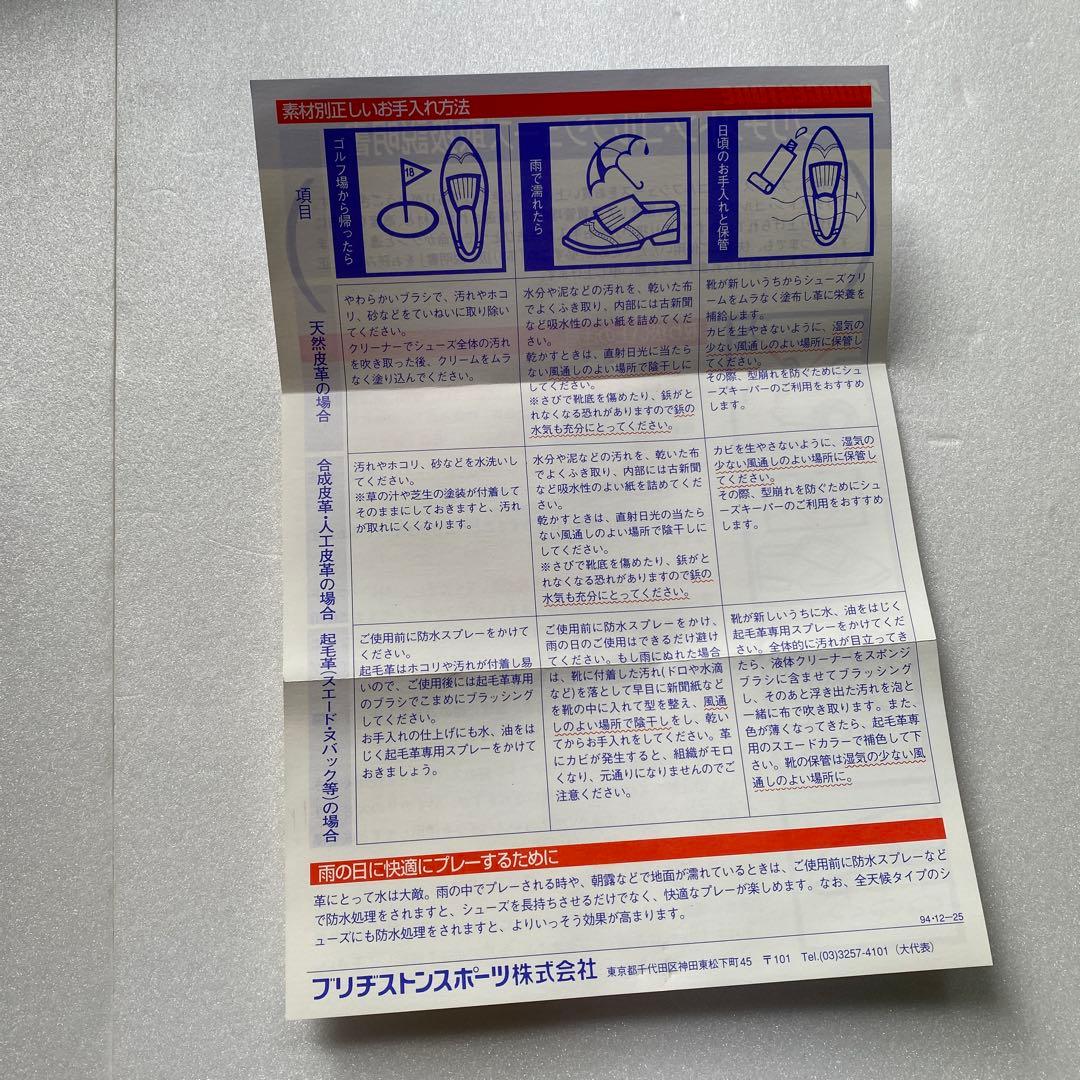 素材別正しいお手入れ方法
項目
ゴルフ場から帰ったら
18
雨で濡れたら
日頃のお手入れと保管
天然皮革の場合
やわらかいブラシで、汚れやホコ
リ、砂などをていねいに取り除い
てください。
クリーナーでシューズ全体の汚れ
を吹き取った後、クリームをムラ
なく塗り込んでください。
水分や泥などの汚れを、乾いた布
でよくふき取り、内部には古新聞
など吸水性のよい紙を詰めてくだ
さい。
乾かすときは、直射日光に当たら
ない風通しのよい場所で陰干しに
してください。
※さびで靴底を傷めたり、鋲がと
れなくなる恐れがありますので鋲の
水気も充分にとってください。
靴が新しいうちからシューズクリ
ームをムラなく塗布し革に栄養を
補給します。
カビを生やさないように、湿気の
少ない風通しのよい場所に保管し
てください。
その際、型崩れを防ぐためにシュ
ーズキーパーのご利用をおすすめ
します。
合成皮革・人工皮革の場合
汚れやホコリ、砂などを水洗いし
てください。
※草の汁や芝生の塗装が付着して
そのままにしておきますと、汚れ
が取れにくくなります。
水分や泥などの汚れを、乾いた布
でよくふき取り、内部には古新聞
など吸水性のよい紙を詰めてくだ
さい。
乾かすときは、直射日光の当たら
ない風通しのよい場所で陰干しに
してください。
※さびで靴底を傷めたり、鋲がと
れなくなる恐れがありますので鋲の
水気も充分にとってください。
カビを生やさないように、湿気の
少ない風通しのよい場所に保管し
てください。
その際、型崩れを防ぐためにシュ
ーズキーパーのご利用をおすすめ
します。
起毛革(スエード・ヌバック等)の場合
ご使用前に防水スプレーをかけて
ください。
起毛革はホコリや汚れが付着し易
いので、ご使用後には起毛革専用
のブラシでこまめにブラッシング
してください。
お手入れの仕上げにも水、油をは
じく起毛革専用スプレーをかけて
おきましょう。
ご使用前に防水スプレーをかけ、
雨の日のご使用はできるだけ避け
てください。もし雨にぬれた場合
は、靴に付着した汚れ(ドロや水滴
など)を落として早目に新聞紙など
を靴の中に入れて型を整え、風通
しのよい場所で陰干しをし、乾い
てからお手入れをしてください。革
にカビが発生すると、組織がモロ
くなり、元通りになりませんのでご
注意ください。
靴が新しいうちに水、油をはじく
起毛革専用スプレーをかけてくだ
さい。全体的に汚れが目立ってき
たら、液体クリーナーをスポンジ
ブラシに含ませてブラッシング
し、そのあと浮き出た汚れを泡と
一緒に布で吹き取ります。また、
色が薄くなってきたら、起毛革専
用のスエードカラーで補色して下
さい。靴の保管は湿気の少ない風
通しのよい場所に。
雨の日に快適にプレーするために
革にとって水は大敵。雨の中でプレーされる時や、朝露などで地面が濡れているときは、ご使用前に防水スプレーなど
で防水処理をされますと、シューズを長持ちさせるだけでなく、快適なプレーが楽しめます。なお、全天候タイプのシ
ューズにも防水処理をされますと、よりいっそう効果が高まります。
94・12ー25
ブリヂストンスポーツ株式会社 東京都千代田区神田東松下町45 〒101 Tel.(03)3257-4101(大代表)